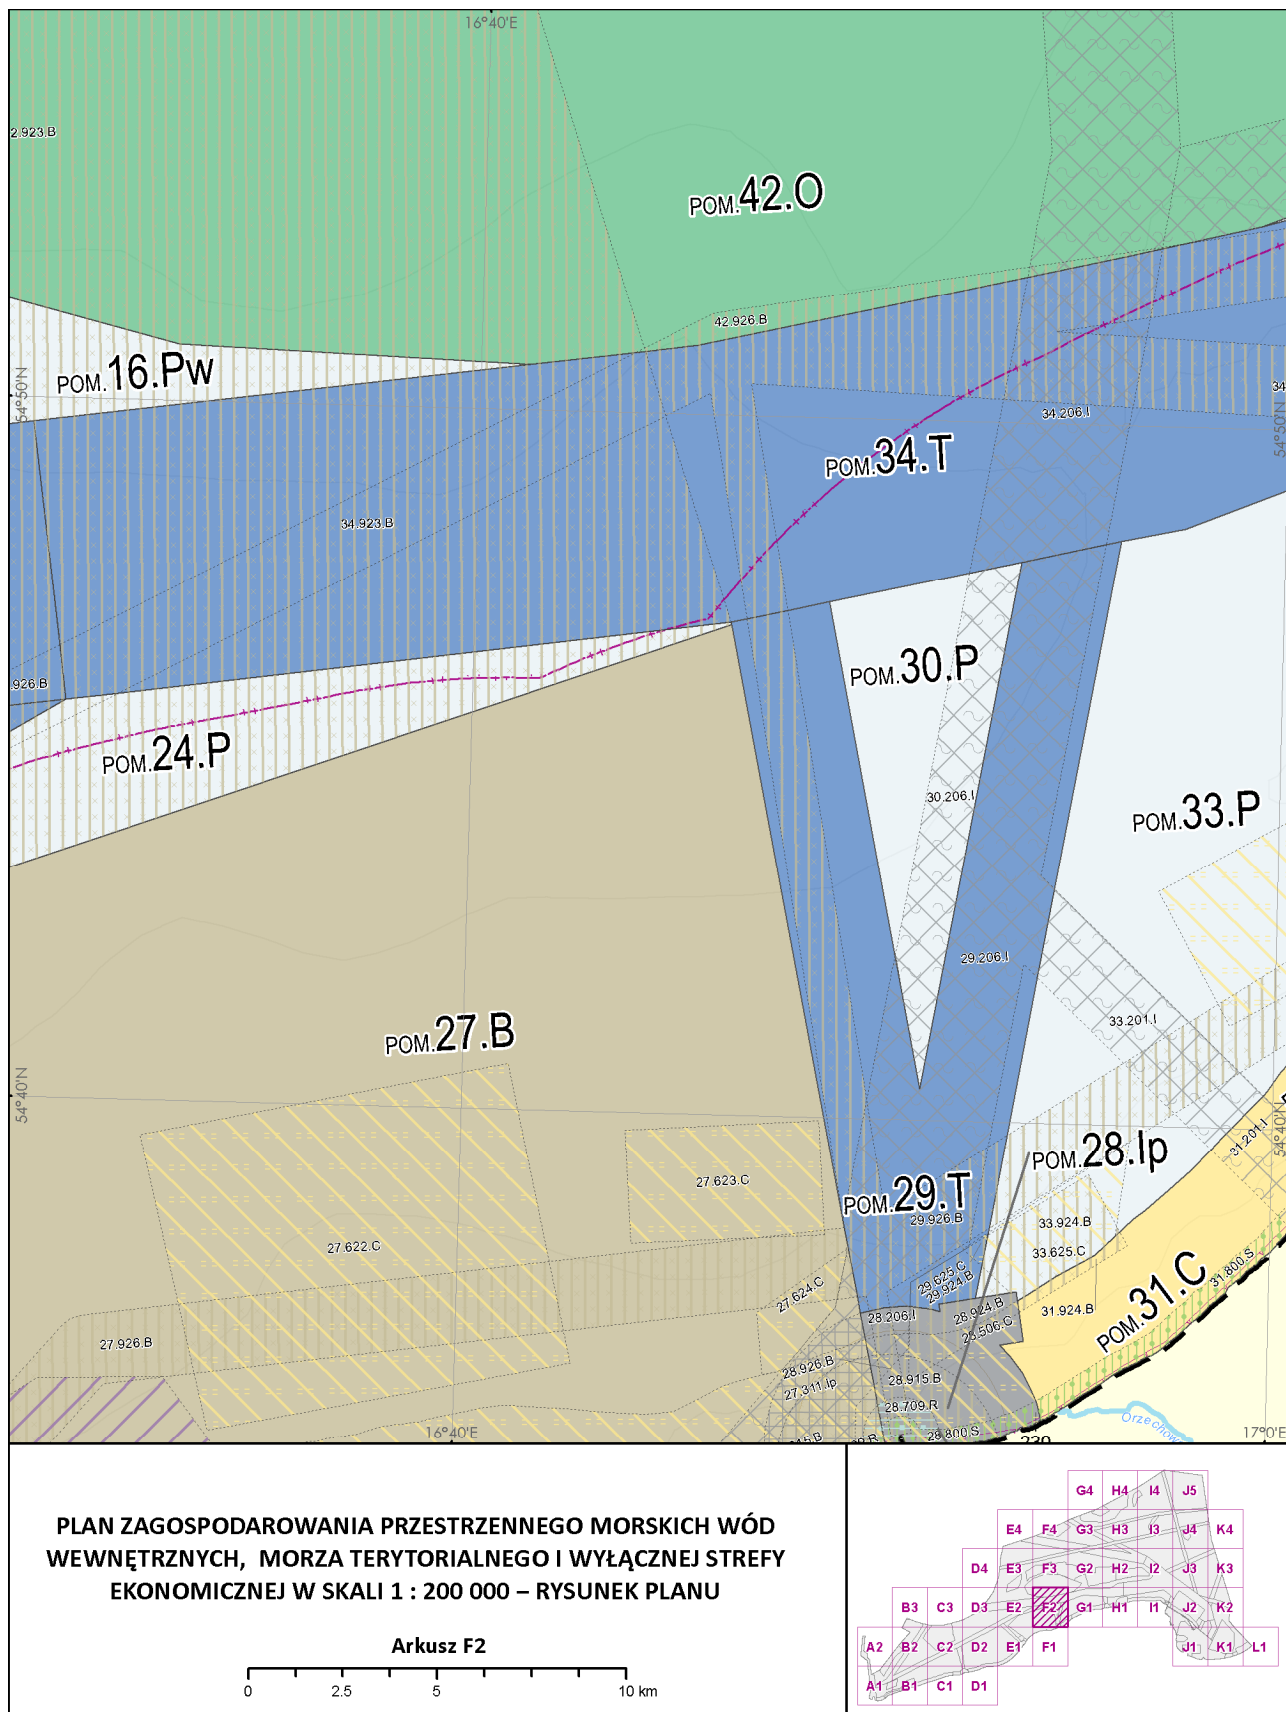 16°40'E
2.923.B
POM.42.O
42.926.B
POM.16.Pw
54°50'N
34
34.206.I
54°50'N
POM.34.T
34.923.B
POM.30.P
.926.B
POM.24.P
30.206.I
POM.33.P
29.206.I
33.201.I
POM.27.B
54°40'N
54°40'N
31.201.I
POM.28.Ip
27.623.C
POM.29.T
29.926.B
33.924.B
27.622.C
33.625.C
31.800.S
29.625.C
29.924.B
27.624.C
POM.31.C
28.206.I
28.924.B
28.506.C
31.924.B
27.926.B
28.926.B
27.311.Ip
28.915.B
28.709.R
28.800.S
Orzechow
16°40'E
17°0'E
PLAN ZAGOSPODAROWANIA PRZESTRZENNEGO MORSKICH WÓD
WEWNĘTRZNYCH, MORZA TERYTORIALNEGO I WYŁĄCZNEJ STREFY
EKONOMICZNEJ W SKALI 1 : 200 000 – RYSUNEK PLANU
Arkusz F2
0 2.5 5 10 km
G4 H4 I4 J5
E4 F4 G3 H3 I3 J4 K4
D4 E3 F3 G2 H2 I2 J3 K3
B3 C3 D3 E2 F2 G1 H1 I1 J2 K2
A2 B2 C2 D2 E1 F1 J1 K1 L1
A1 B1 C1 D1